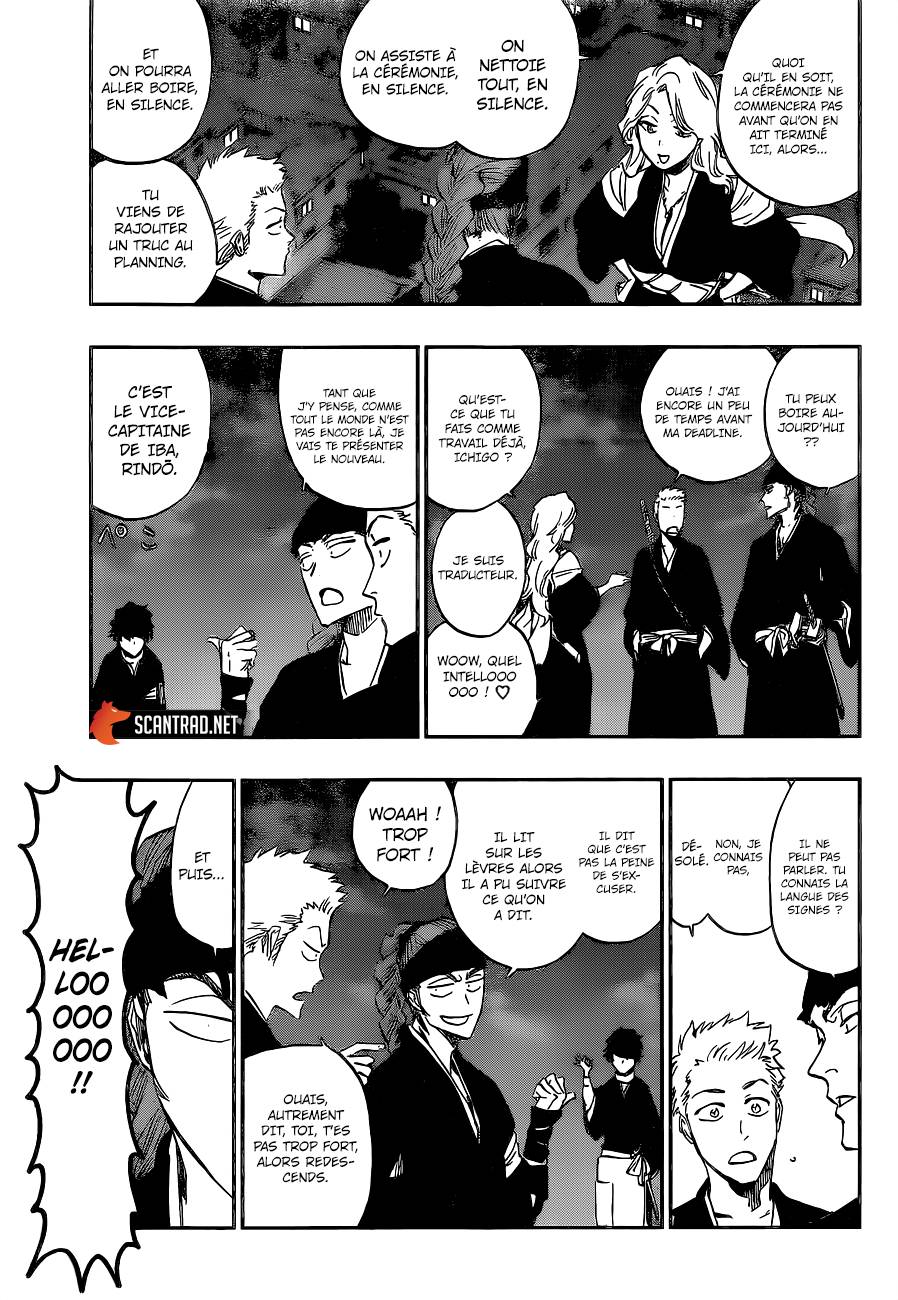 QUOI
QU'IL EN SOIT,
LA CÉRÉMONIE NE
COMMENCERA PAS
AVANT QU'ON EN
AIT TERMINÉ
ICI, ALORS...
ON
NETTOIE
TOUT, EN
SILENCE.
ON ASSISTE À
LA CÉRÉMONIE,
EN SILENCE.
ET
ON POURRA
ALLER BOIRE,
EN SILENCE.
TU
VIENS DE
RAJOUTER
UN TRUC AU
PLANNING.
TU PEUX
BOIRE AU-
JOURD'HUI
??
OUAIS ! J'AI
ENCORE UN PEU
DE TEMPS AVANT
MA DEADLINE.
QU'EST-
CE QUE TU
FAIS COMME
TRAVAIL DÉJÀ,
ICHIGO ?
JE SUIS
TRADUCTEUR.
WOOW, QUEL
INTELLOOO
OOO ! ♡
TANT QUE
J'Y PENSE, COMME
TOUT LE MONDE N'EST
PAS ENCORE LÀ, JE
VAIS TE PRÉSENTER
LE NOUVEAU.
C'EST
LE VICE-
CAPITAINE
DE IBA,
RINDŌ.
ペこ
SCANTRAD.NET
IL NE
PEUT PAS
PARLER. TU
CONNAIS LA
LANGUE DES
SIGNES ?
NON, JE
CONNAIS
PAS,
DÉ-
SOLÉ.
IL DIT
QUE C'EST
PAS LA PEINE
DE S'EX-
CUSER.
IL LIT
SUR LES
LÈVRES ALORS
IL A PU SUIVRE
CE QU'ON
A DIT.
WOAAH !
TROP
FORT !
OUAIS,
AUTREMENT
DIT, TOI, T'ES
PAS TROP FORT,
ALORS REDES-
CENDS.
ET
PUIS...
HEL-
LOO
OOO
OOO
!!